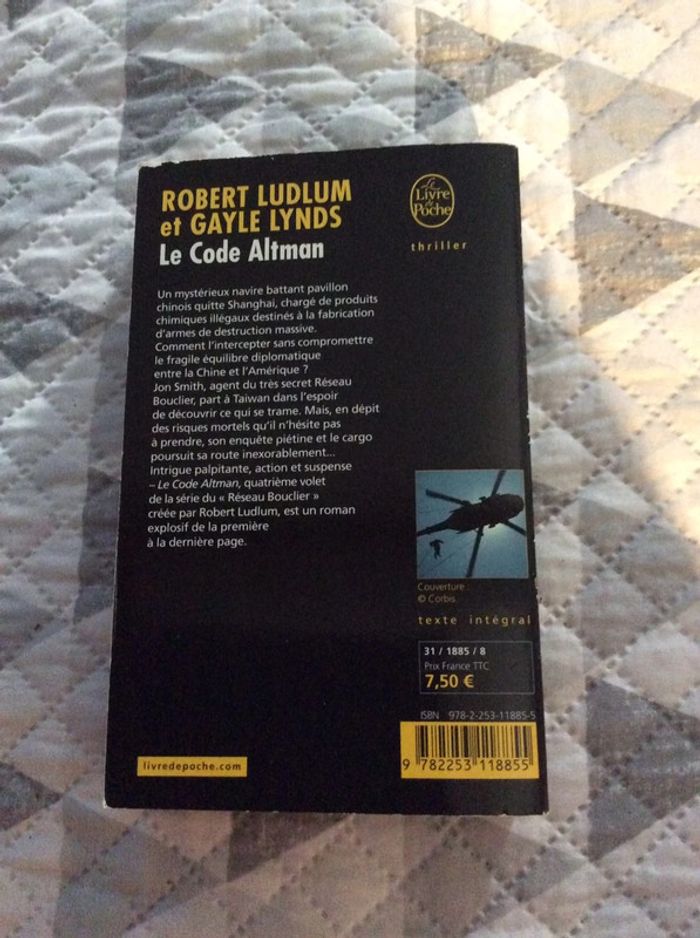 ROBERT LUDLUM
et GAYLE LYNDS
Le Code Altman
Le
Livre
de
Poche
thriller
Un mystérieux navire battant pavillon
chinois quitte Shanghai, chargé de produits
chimiques illégaux destinés à la fabrication
d'armes de destruction massive.
Comment l'intercepter sans compromettre
le fragile équilibre diplomatique
entre la Chine et l'Amérique ?
Jon Smith, agent du très secret Réseau
Bouclier, part à Taiwan dans l'espoir
de découvrir ce qui se trame. Mais, en dépit
des risques mortels qu'il n'hésite pas
à prendre, son enquête piétine et le cargo
poursuit sa route inexorablement...
Intrigue palpitante, action et suspense
– Le Code Altman, quatrième volet
de la série du « Réseau Bouclier »
créée par Robert Ludlum, est un roman
explosif de la première
à la dernière page.
Couverture :
© Corbis.
texte intégral
31 / 1885 / 8
Prix France TTC
7,50 €
ISBN 978-2-253-11885-5
9 782253 118855
livredepoche.com